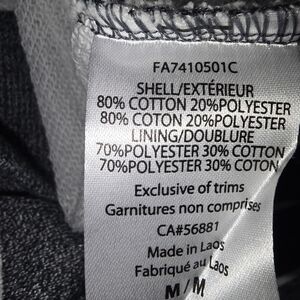 FA7410501C
SHELL/EXTÉRIEUR
80% COTTON 20%POLYESTER
80% COTON 20%POLYESTER
LINING/DOUBLURE
70%POLYESTER 30% COTTON
70%POLYESTER 30% COTON
Exclusive of trims
Garnitures non comprises
CA#56881
Made in Laos
Fabriqué au Laos
M/M